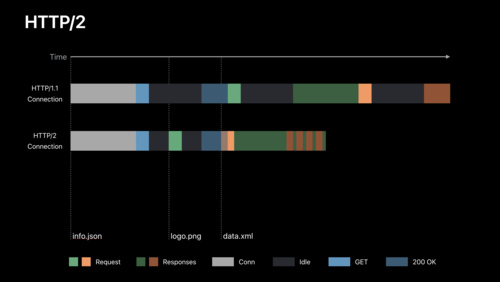 HTTP/2
Time
HTTP/1.1
Connection
HTTP/2
Connection
info.json
logo.png
data.xml
Request
Responses
Conn
Idle
GET
200 OK